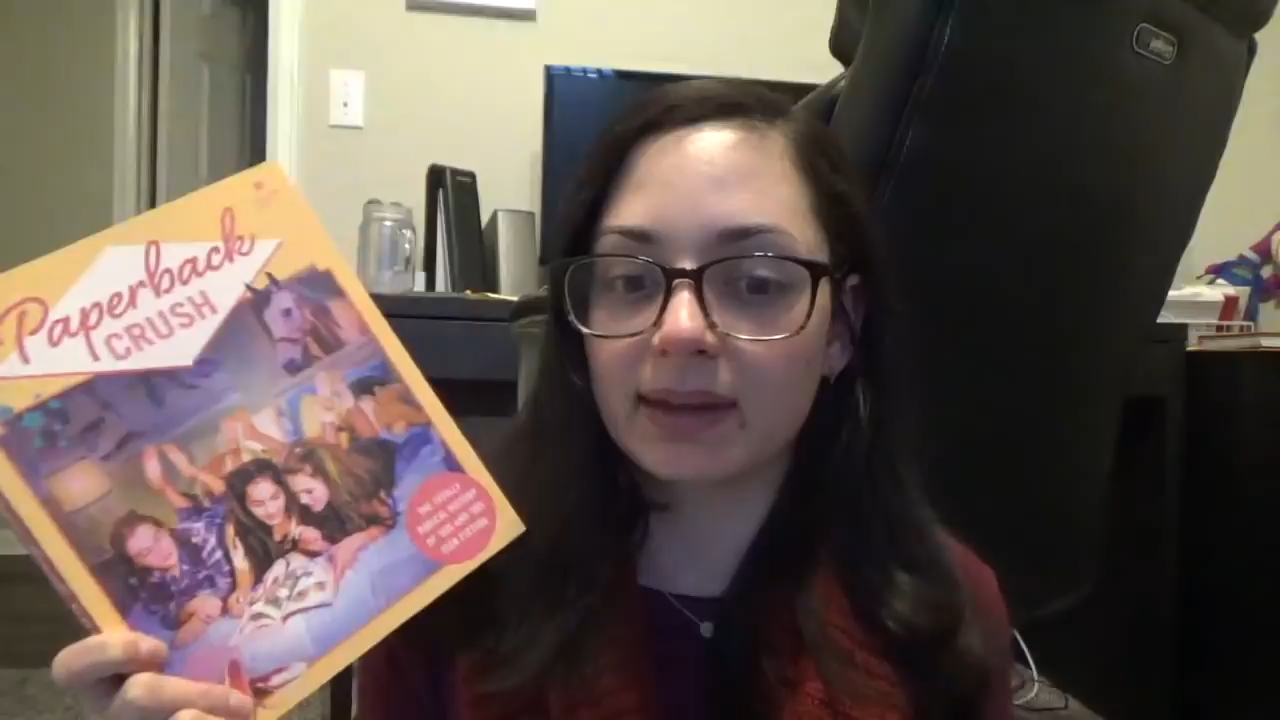 Paperback
CRUSH
THE TOTALLY
RADICAL HISTORY
OF '80S AND '90S
TEEN FICTION